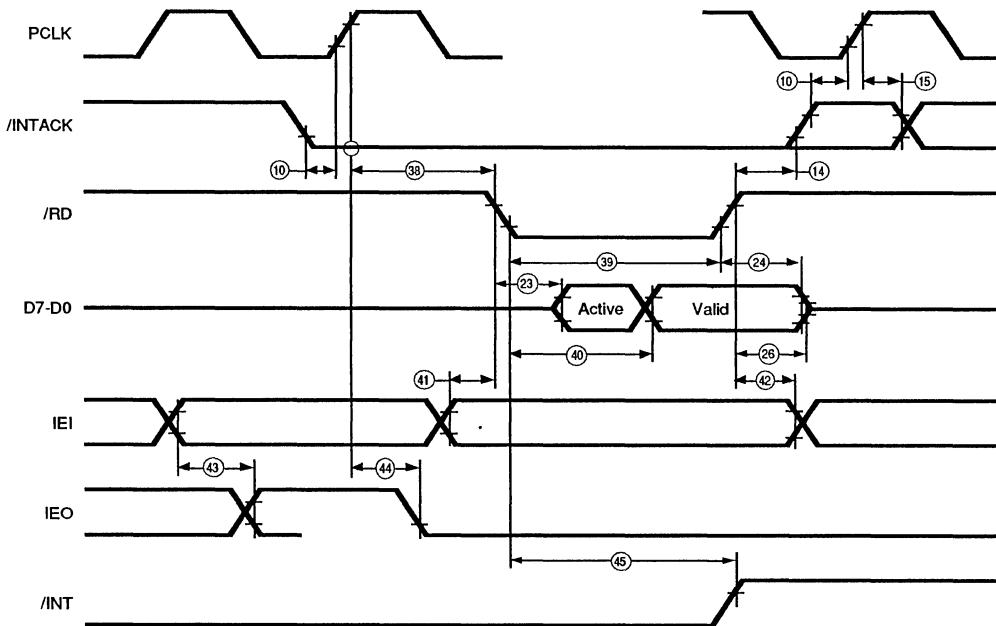 PCLK
10 15
/INTACK
10 38 14
/RD
39 24
23
D7-D0 Active Valid
40 26
41 42
IEI
43 44
IEO
45
/INT